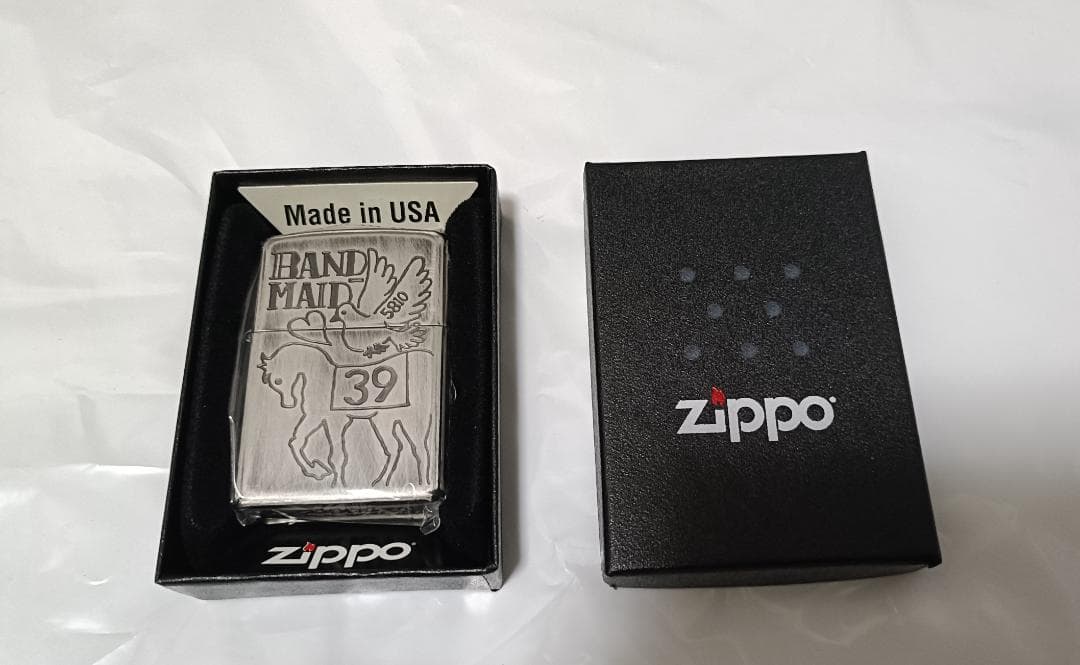 Made in USA
BAND-
MAID
5810
39
zippo
zippo